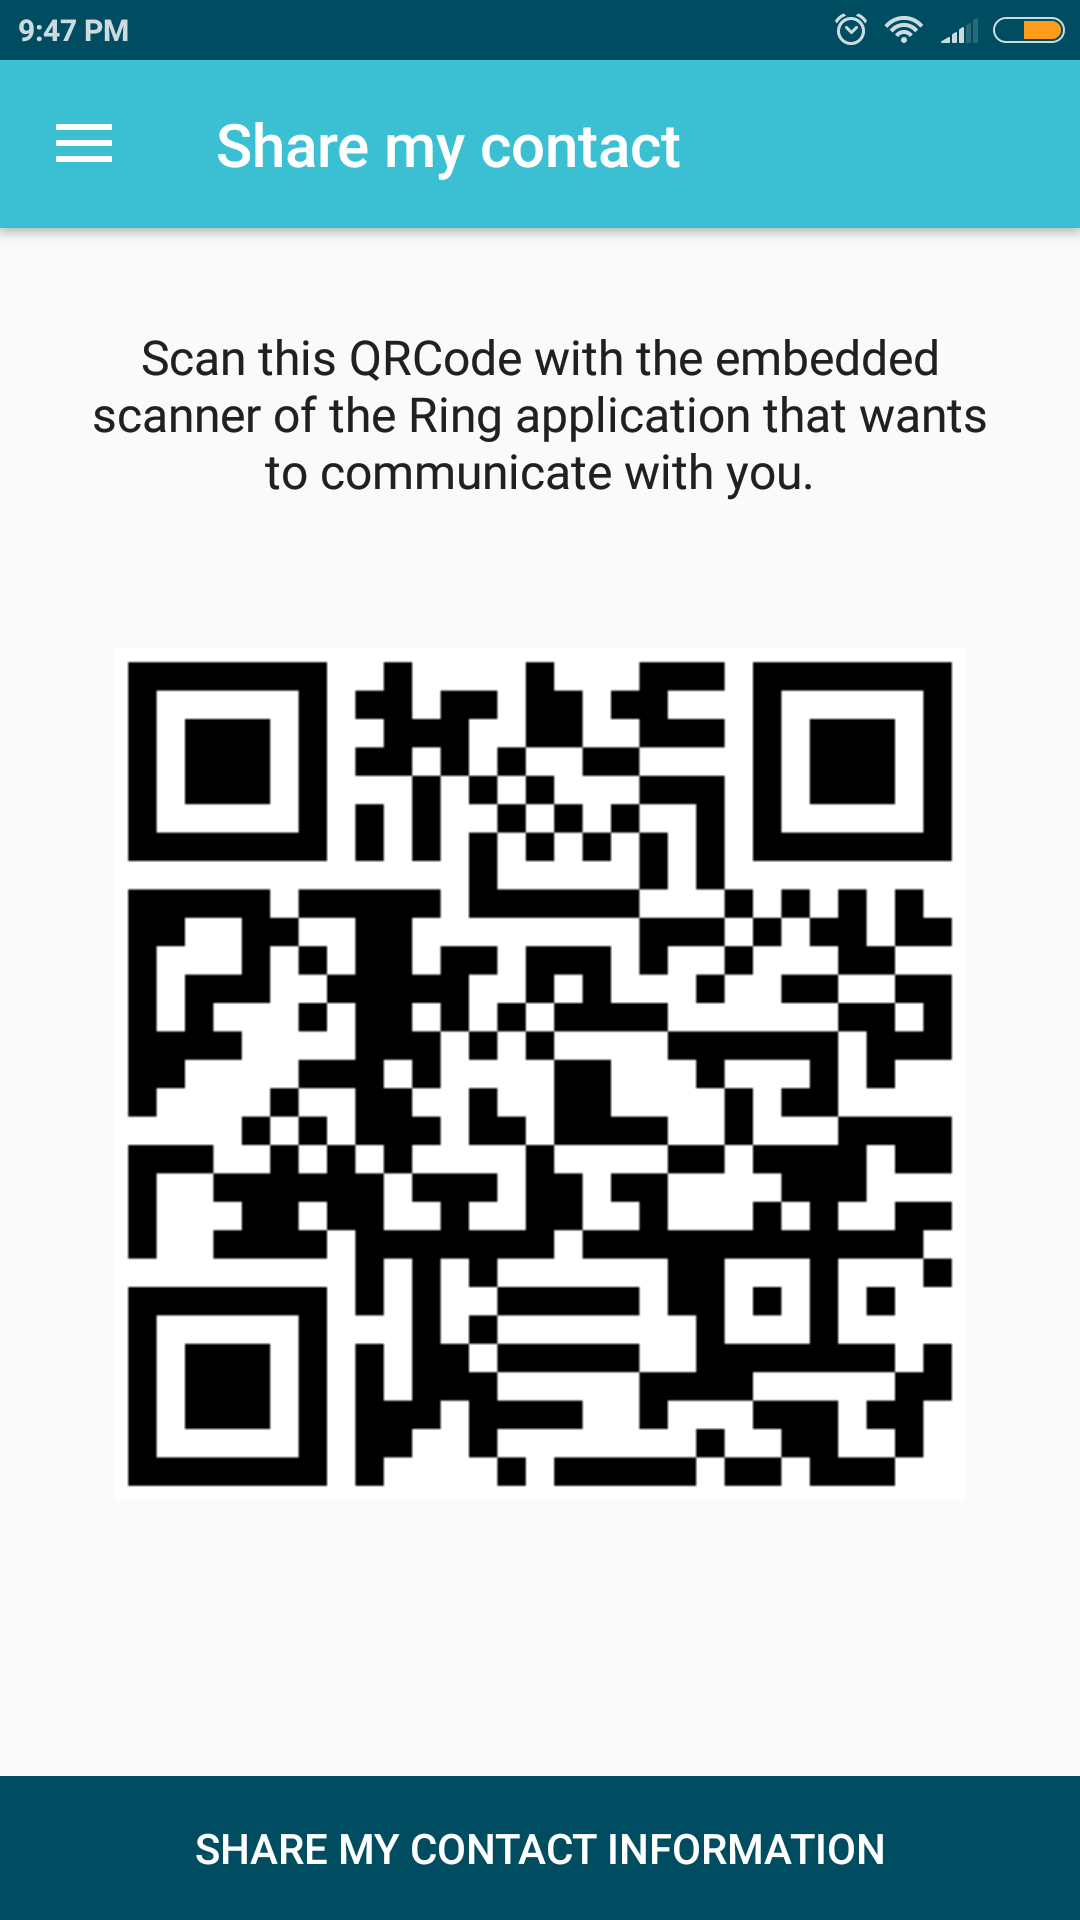 9:47 PM
Share my contact
Scan this QRCode with the embedded
scanner of the Ring application that wants
to communicate with you.
SHARE MY CONTACT INFORMATION